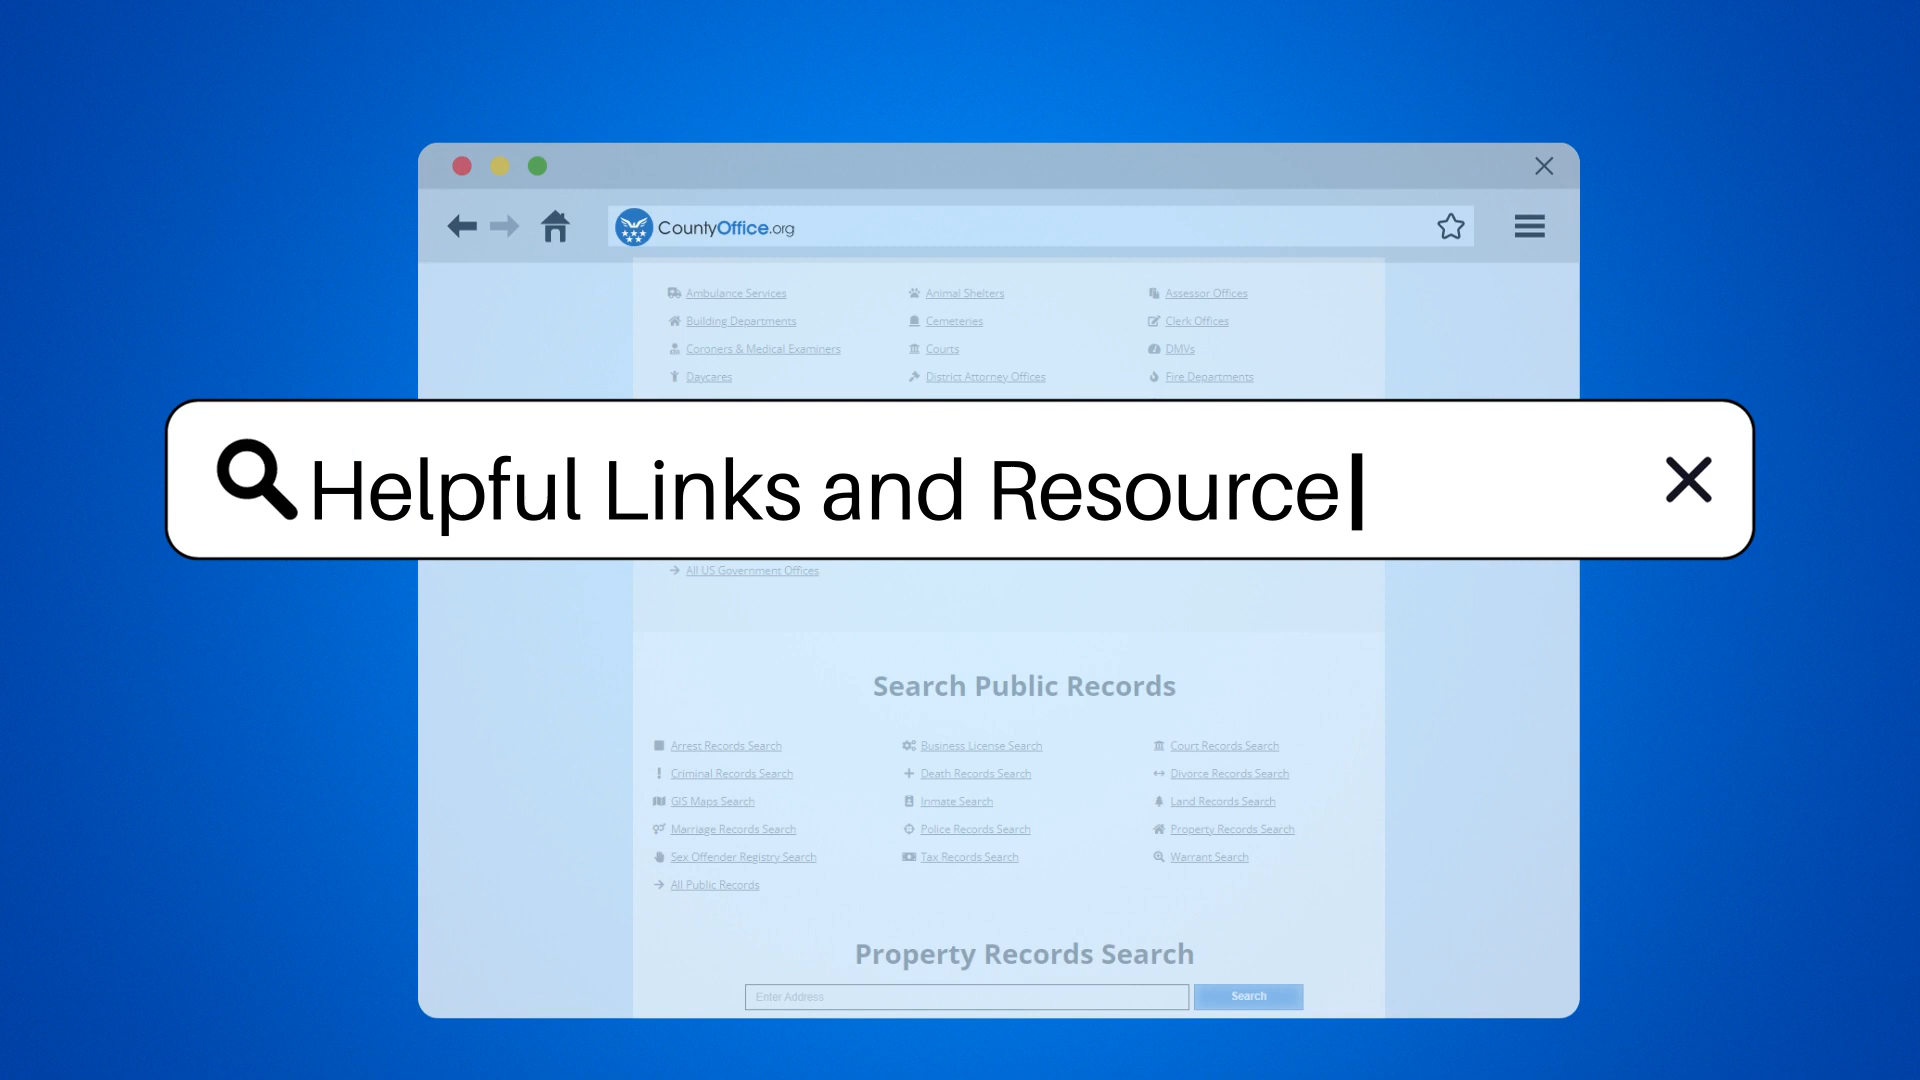 CountyOffice.org
Ambulance Services Animal Shelters Assessor Offices
Building Departments Cemeteries Clerk Offices
Coroners & Medical Examiners Courts DMVs
Daycares District Attorney Offices Fire Departments
Helpful Links and Resource
All US Government Offices
Search Public Records
Arrest Records Search Business License Search Court Records Search
Criminal Records Search Death Records Search Divorce Records Search
GIS Maps Search Inmate Search Land Records Search
Marriage Records Search Police Records Search Property Records Search
Sex Offender Registry Search Tax Records Search Warrant Search
All Public Records
Property Records Search
Enter Address Search